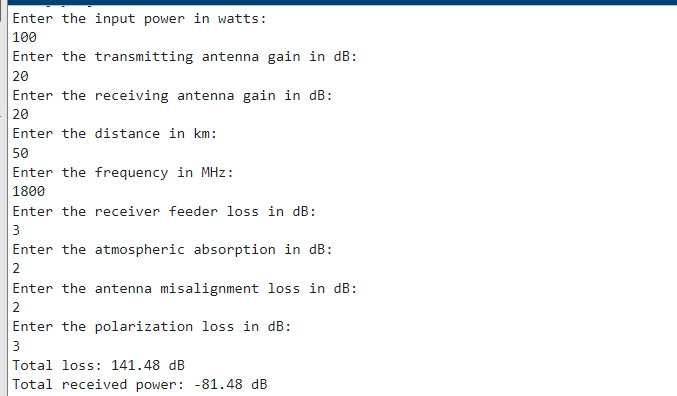 Enter the input power in watts:
100
Enter the transmitting antenna gain in dB:
20
Enter the receiving antenna gain in dB:
20
Enter the distance in km:
50
Enter the frequency in MHz:
1800
Enter the receiver feeder loss in dB:
3
Enter the atmospheric absorption in dB:
2
Enter the antenna misalignment loss in dB:
2
Enter the polarization loss in dB:
3
Total loss: 141.48 dB
Total received power: -81.48 dB